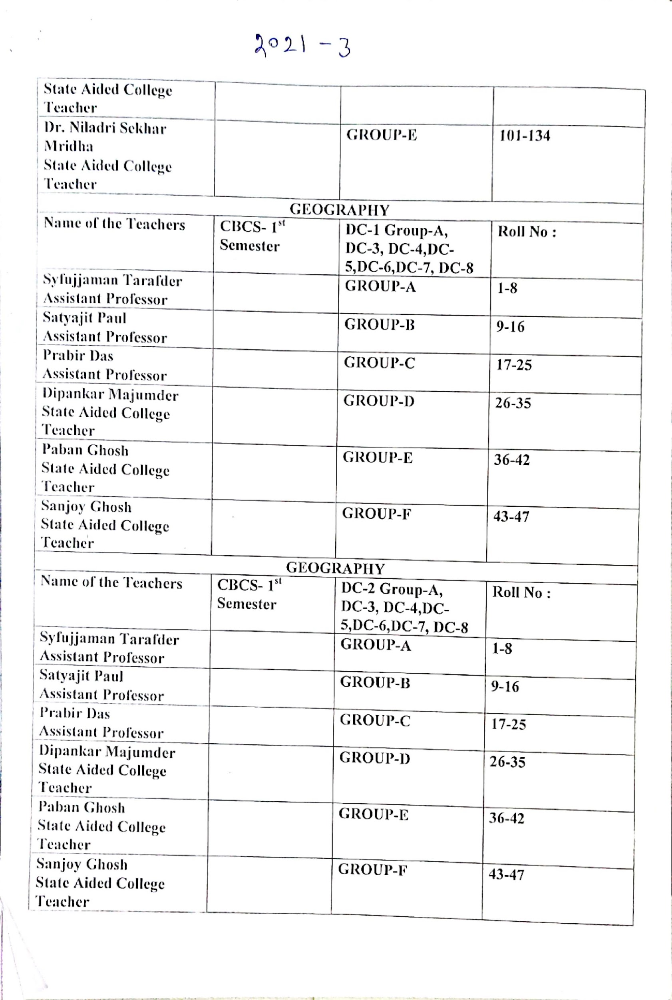 2021 - 3
State Aided College
Teacher
Dr. Niladri Sekhar
Mridha
State Aided College
Teacher
GROUP-E
101-134
GEOGRAPHY
Name of the Teachers
CBCS- 1st
Semester
DC-1 Group-A,
DC-3, DC-4,DC-
5,DC-6,DC-7, DC-8
Roll No :
Syfujjaman Tarafder
Assistant Professor
GROUP-A
1-8
Satyajit Paul
Assistant Professor
GROUP-B
9-16
Prabir Das
Assistant Professor
GROUP-C
17-25
Dipankar Majumder
State Aided College
Teacher
GROUP-D
26-35
Paban Ghosh
State Aided College
Teacher
GROUP-E
36-42
Sanjoy Ghosh
State Aided College
Teacher
GROUP-F
43-47
GEOGRAPHY
Name of the Teachers
CBCS- 1st
Semester
DC-2 Group-A,
DC-3, DC-4,DC-
5,DC-6,DC-7, DC-8
Roll No :
Syfujjaman Tarafder
Assistant Professor
GROUP-A
1-8
Satyajit Paul
Assistant Professor
GROUP-B
9-16
Prabir Das
Assistant Professor
GROUP-C
17-25
Dipankar Majumder
State Aided College
Teacher
GROUP-D
26-35
Paban Ghosh
State Aided College
Teacher
GROUP-E
36-42
Sanjoy Ghosh
State Aided College
Teacher
GROUP-F
43-47